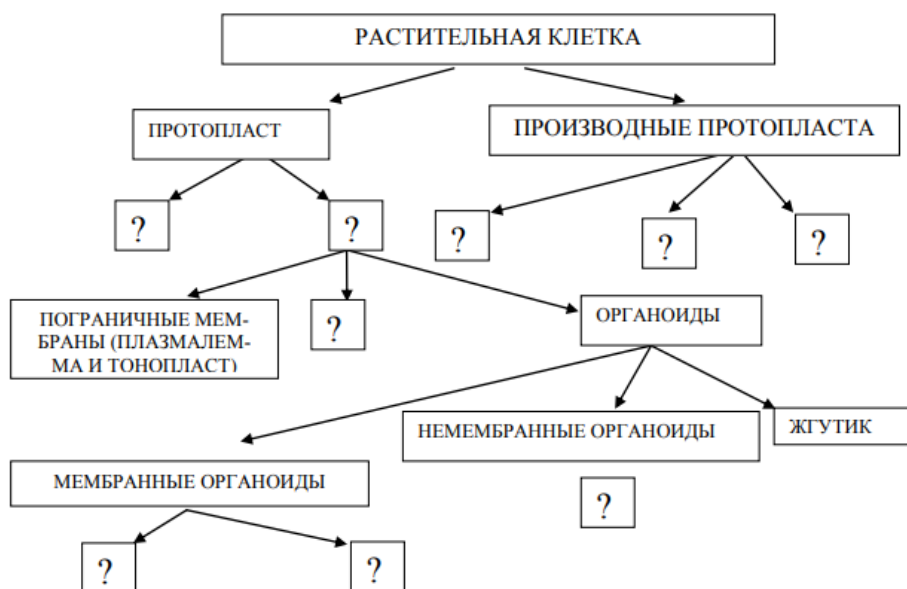 РАСТИТЕЛЬНАЯ КЛЕТКА
ПРОТОПЛАСТ
ПРОИЗВОДНЫЕ ПРОТОПЛАСТА
?
?
?
?
?
ПОГРАНИЧНЫЕ МЕМ-
БРАНЫ (ПЛАЗМАЛЕМ-
МА И ТОНОПЛАСТ)
?
ОРГАНОИДЫ
НЕМЕМБРАННЫЕ ОРГАНОИДЫ
ЖГУТИК
МЕМБРАННЫЕ ОРГАНОИДЫ
?
?
?